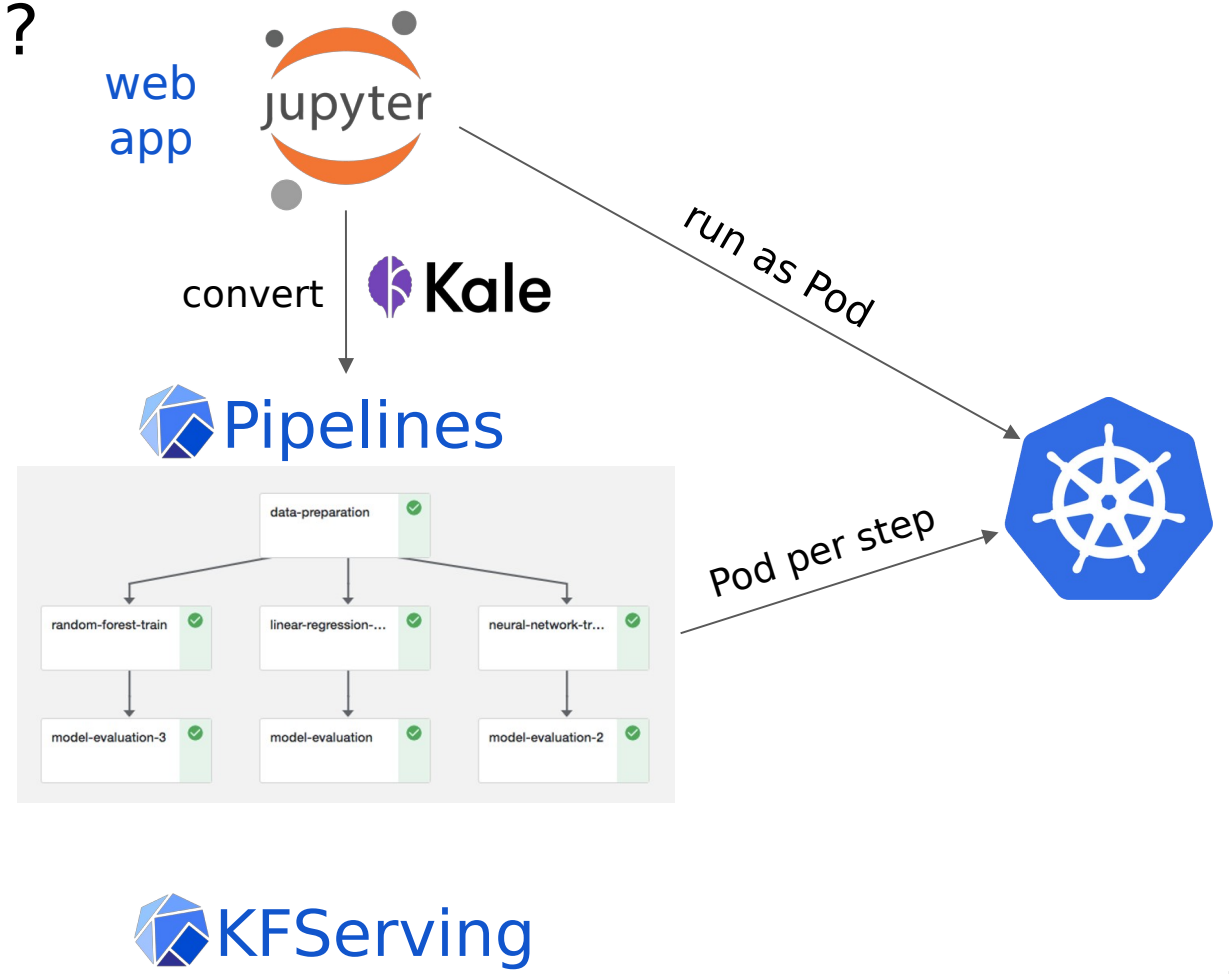 ?
web
app
jupyter
run as Pod
convert
Kale
Pipelines
data-preparation
random-forest-train
linear-regression-...
neural-network-tr...
Pod per step
model-evaluation-3
model-evaluation
model-evaluation-2
KFServing